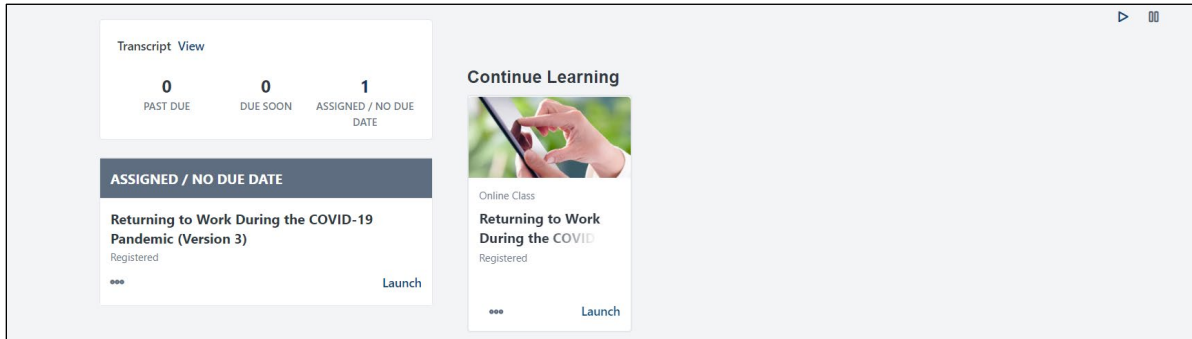 Transcript View
0 0 1
PAST DUE DUE SOON ASSIGNED / NO DUE
DATE
ASSIGNED / NO DUE DATE
Returning to Work During the COVID-19
Pandemic (Version 3)
Registered
Launch
Continue Learning
Online Class
Returning to Work
During the COVID
Registered
Launch